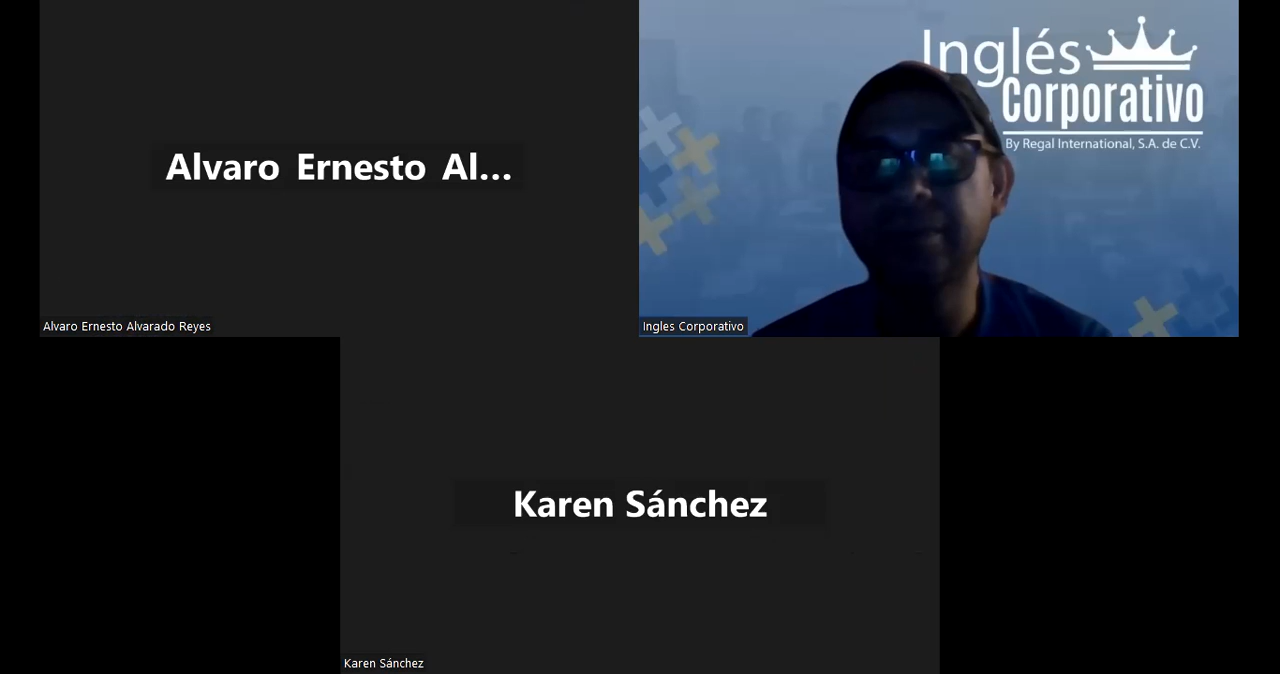 Alvaro Ernesto Al...
Alvaro Ernesto Alvarado Reyes
Inglés
Corporativo
By Regal International, S.A. de C.V.
Ingles Corporativo
Karen Sánchez
Karen Sánchez